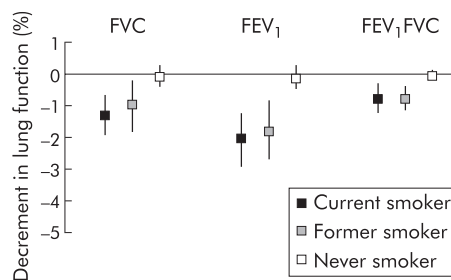 FVC FEV₁ FEV₁FVC
Decrement in lung function (%)
1
0
−1
−2
−3
−4
−5
Current smoker
Former smoker
Never smoker